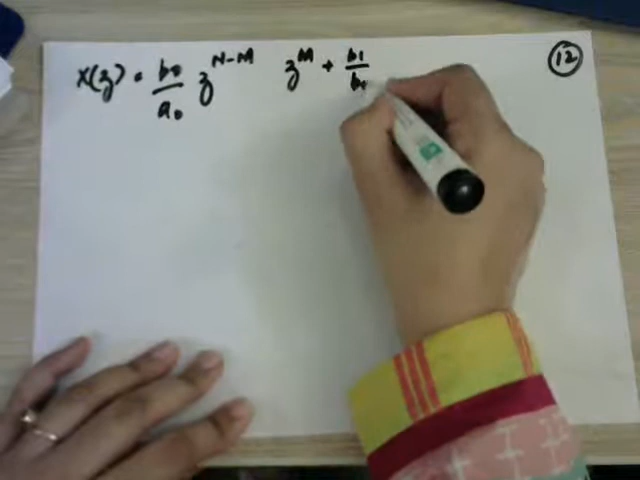 X(z) = b0/a0 z^N-M z^M + b1/b0
12